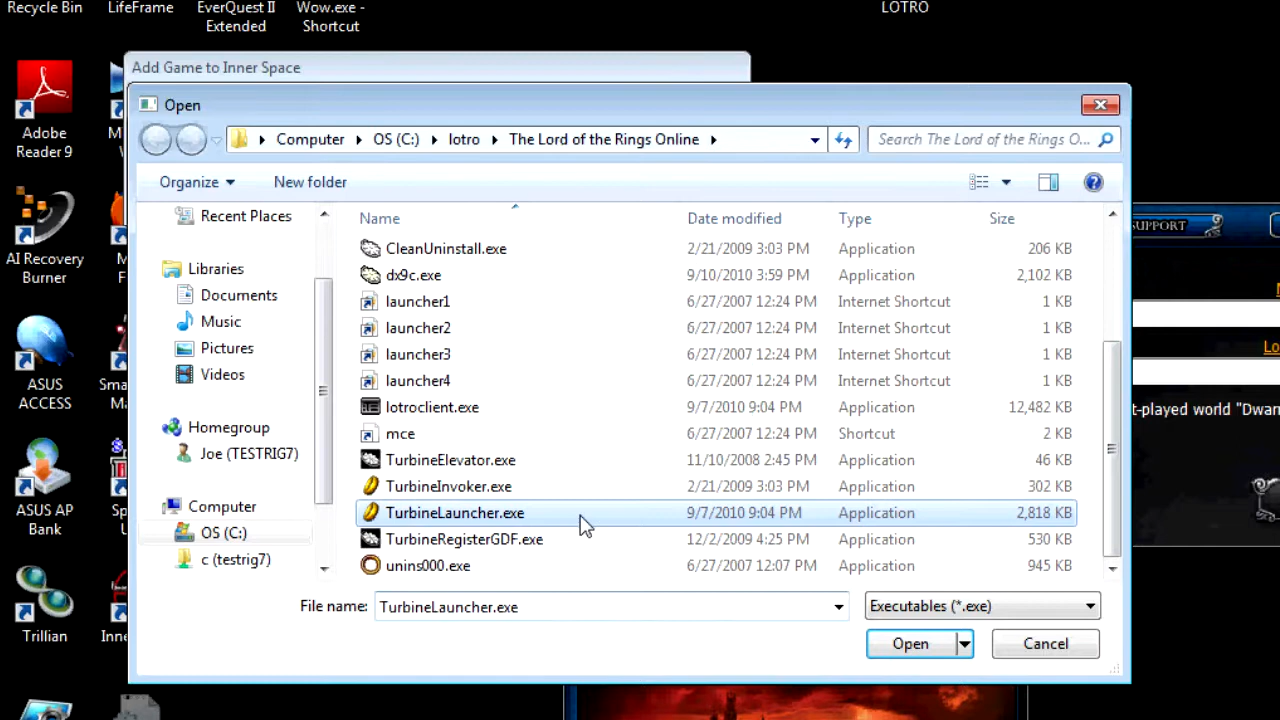 Recycle Bin
LifeFrame
EverQuest II
Extended
Wow.exe -
Shortcut
LOTRO
Adobe
Reader 9
AI Recovery
Burner
ASUS
ACCESS
ASUS AP
Bank
Trillian
Add Game to Inner Space
Open
Computer
OS (C:)
lotro
The Lord of the Rings Online
Search The Lord of the Rings O...
Organize
New folder
Recent Places
Libraries
Documents
Music
Pictures
Videos
Homegroup
Joe (TESTRIG7)
Computer
OS (C:)
c (testrig7)
Name Date modified Type Size
CleanUninstall.exe 2/21/2009 3:03 PM Application 206 KB
dx9c.exe 9/10/2010 3:59 PM Application 2,102 KB
launcher1 6/27/2007 12:24 PM Internet Shortcut 1 KB
launcher2 6/27/2007 12:24 PM Internet Shortcut 1 KB
launcher3 6/27/2007 12:24 PM Internet Shortcut 1 KB
launcher4 6/27/2007 12:24 PM Internet Shortcut 1 KB
lotroclient.exe 9/7/2010 9:04 PM Application 12,482 KB
mce 6/27/2007 12:24 PM Shortcut 2 KB
TurbineElevator.exe 11/10/2008 2:45 PM Application 46 KB
TurbineInvoker.exe 2/21/2009 3:03 PM Application 302 KB
TurbineLauncher.exe 9/7/2010 9:04 PM Application 2,818 KB
TurbineRegisterGDF.exe 12/2/2009 4:25 PM Application 530 KB
unins000.exe 6/27/2007 12:07 PM Application 945 KB
File name: TurbineLauncher.exe
Executables (*.exe)
Open
Cancel
SUPPORT
Lo
t-played world "Dwar